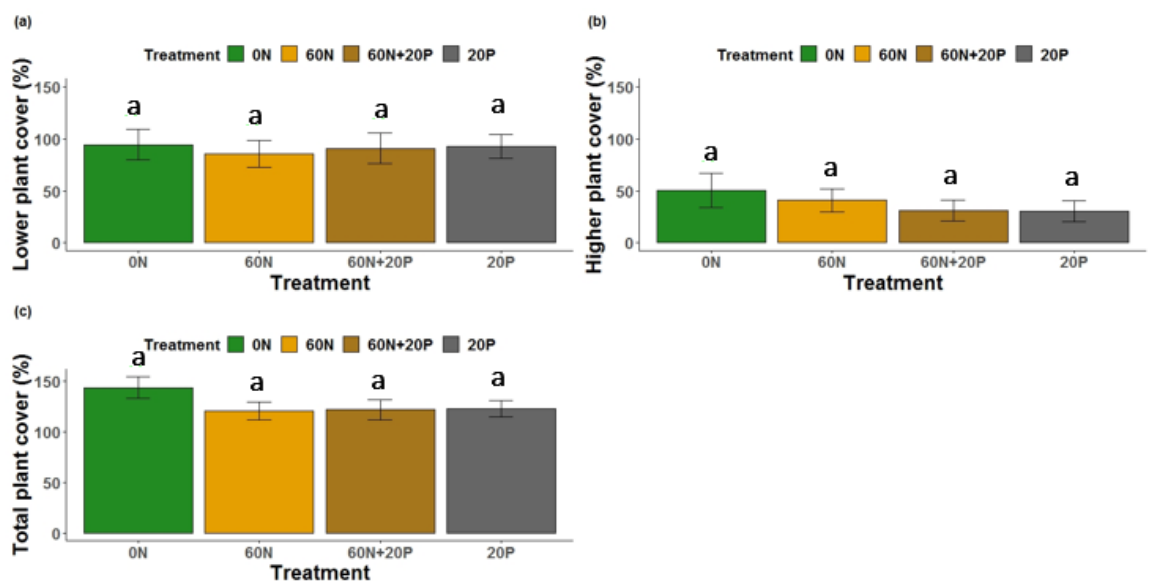 (a)
Treatment 0N 60N 60N+20P 20P
Lower plant cover (%)
150
100
50
0
a a a a
0N 60N 60N+20P 20P
Treatment
(b)
Treatment 0N 60N 60N+20P 20P
Higher plant cover (%)
150
100
50
0
a a a a
0N 60N 60N+20P 20P
Treatment
(c)
Treatment 0N 60N 60N+20P 20P
Total plant cover (%)
150
100
50
0
a a a a
0N 60N 60N+20P 20P
Treatment